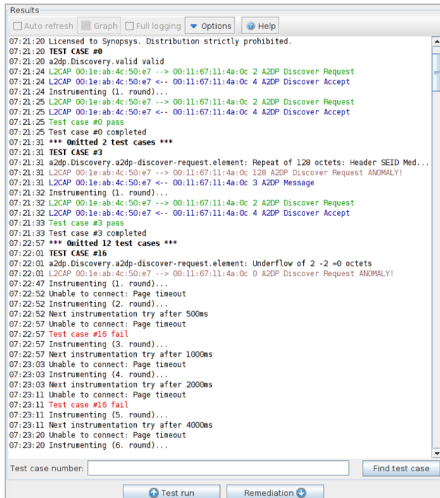 Results
Auto refresh Graph Full logging Options Help
07:21:20 Licensed to Synopsys. Distribution strictly prohibited.
07:21:20 TEST CASE #0
07:21:20 a2dp.Discovery.valid valid
07:21:24 L2CAP 00:1e:ab:4c:50:e7 --> 00:11:67:11:4a:0c 2 A2DP Discover Request
07:21:24 L2CAP 00:1e:ab:4c:50:e7 <-- 00:11:67:11:4a:0c 4 A2DP Discover Accept
07:21:24 Instrumenting (1. round)...
07:21:25 L2CAP 00:1e:ab:4c:50:e7 --> 00:11:67:11:4a:0c 2 A2DP Discover Request
07:21:25 L2CAP 00:1e:ab:4c:50:e7 <-- 00:11:67:11:4a:0c 4 A2DP Discover Accept
07:21:25 Test case #0 pass
07:21:25 Test case #0 completed
07:21:31 *** Omitted 2 test cases ***
07:21:31 TEST CASE #3
07:21:31 a2dp.Discovery.a2dp-discover-request.element: Repeat of 128 octets: Header SEID Med...
07:21:31 L2CAP 00:1e:ab:4c:50:e7 --> 00:11:67:11:4a:0c 128 A2DP Discover Request ANOMALY!
07:21:31 L2CAP 00:1e:ab:4c:50:e7 <-- 00:11:67:11:4a:0c 3 A2DP Message
07:21:32 Instrumenting (1. round)...
07:21:32 L2CAP 00:1e:ab:4c:50:e7 --> 00:11:67:11:4a:0c 2 A2DP Discover Request
07:21:32 L2CAP 00:1e:ab:4c:50:e7 <-- 00:11:67:11:4a:0c 4 A2DP Discover Accept
07:21:33 Test case #3 pass
07:21:33 Test case #3 completed
07:22:57 *** Omitted 12 test cases ***
07:22:01 TEST CASE #16
07:22:01 a2dp.Discovery.a2dp-discover-request.element: Underflow of 2 -2 =0 octets
07:22:01 L2CAP 00:1e:ab:4c:50:e7 --> 00:11:67:11:4a:0c 0 A2DP Discover Request ANOMALY!
07:22:47 Instrumenting (1. round)...
07:22:52 Unable to connect: Page timeout
07:22:52 Instrumenting (2. round)...
07:22:52 Next instrumentation try after 500ms
07:22:57 Unable to connect: Page timeout
07:22:57 Test case #16 fail
07:22:57 Instrumenting (3. round)...
07:22:57 Next instrumentation try after 1000ms
07:23:03 Unable to connect: Page timeout
07:23:03 Instrumenting (4. round)...
07:23:03 Next instrumentation try after 2000ms
07:23:11 Unable to connect: Page timeout
07:23:11 Test case #16 fail
07:23:11 Instrumenting (5. round)...
07:23:11 Next instrumentation try after 4000ms
07:23:20 Unable to connect: Page timeout
07:23:20 Instrumenting (6. round)...
Test case number: Find test case
Test run Remediation